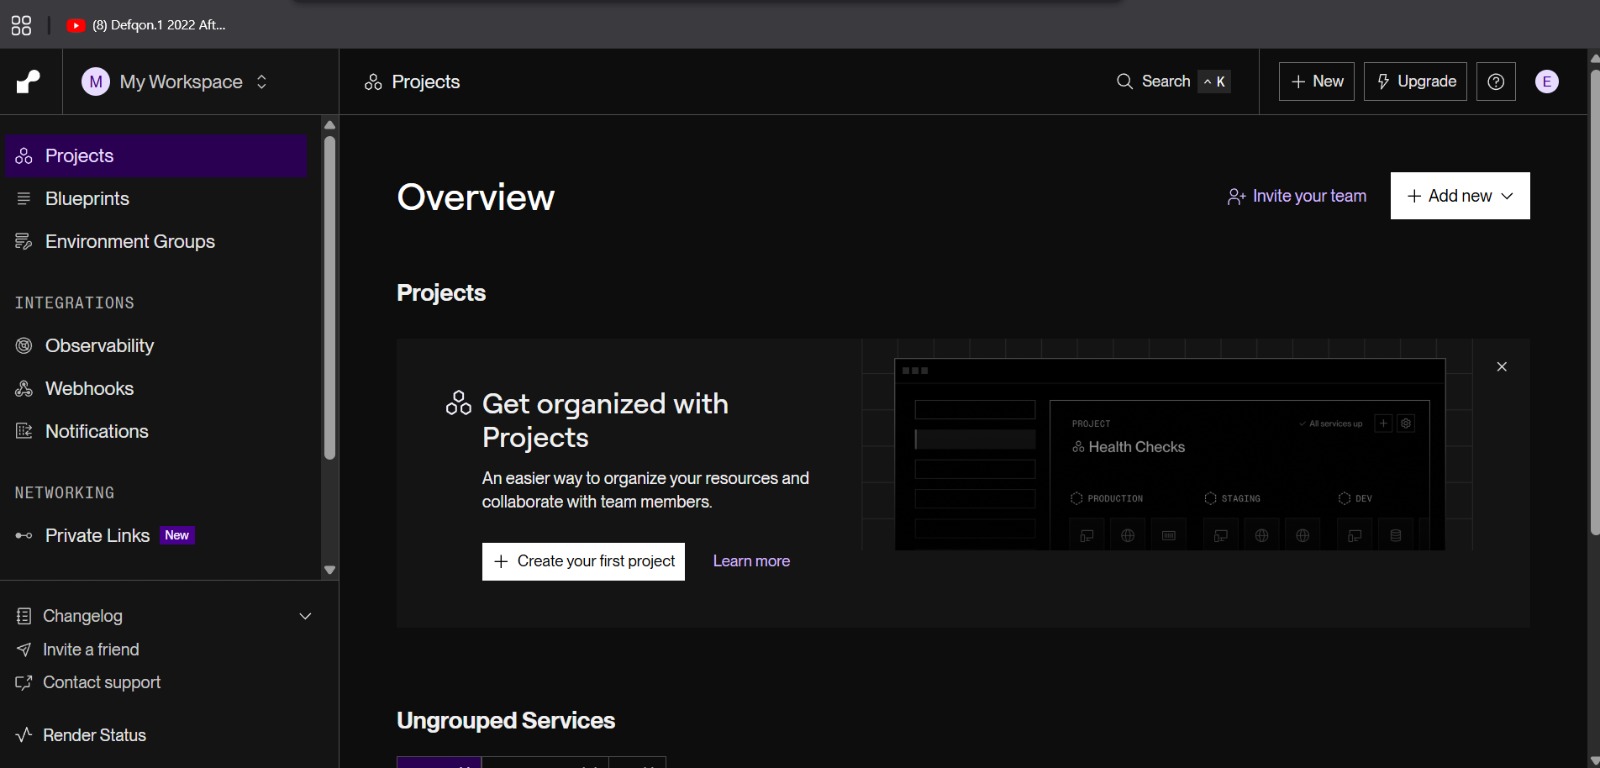 (8) Defqon.1 2022 Aft...
M My Workspace
Projects
Search ^ K
+ New
Upgrade
E
Projects
Blueprints
Environment Groups
INTEGRATIONS
Observability
Webhooks
Notifications
NETWORKING
Private Links New
Changelog
Invite a friend
Contact support
Render Status
Overview
Invite your team
+ Add new
Projects
Get organized with
Projects
An easier way to organize your resources and
collaborate with team members.
+ Create your first project
Learn more
PROJECT
All services up
Health Checks
PRODUCTION
STAGING
DEV
Ungrouped Services